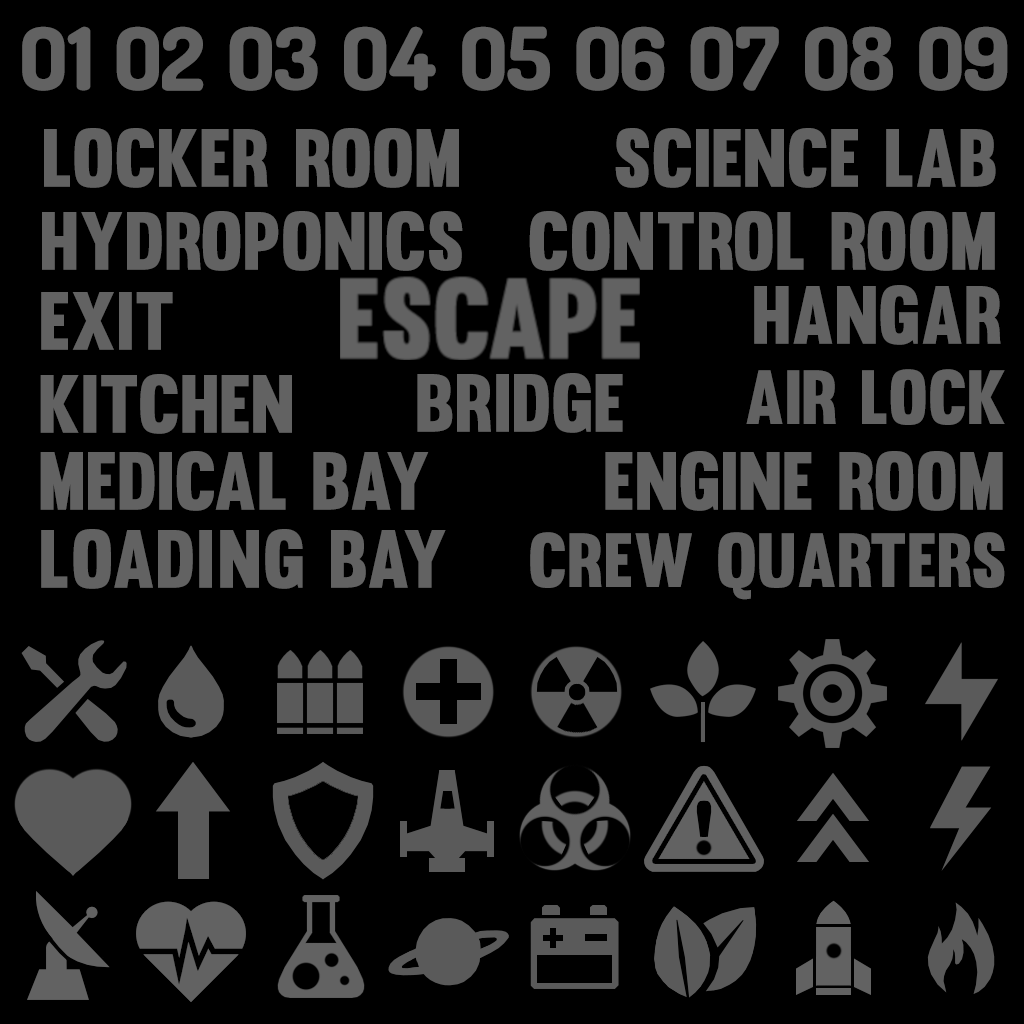 01 02 03 04 05 06 07 08 09
LOCKER ROOM SCIENCE LAB
HYDROPONICS CONTROL ROOM
EXIT ESCAPE HANGAR
KITCHEN BRIDGE AIR LOCK
MEDICAL BAY ENGINE ROOM
LOADING BAY CREW QUARTERS